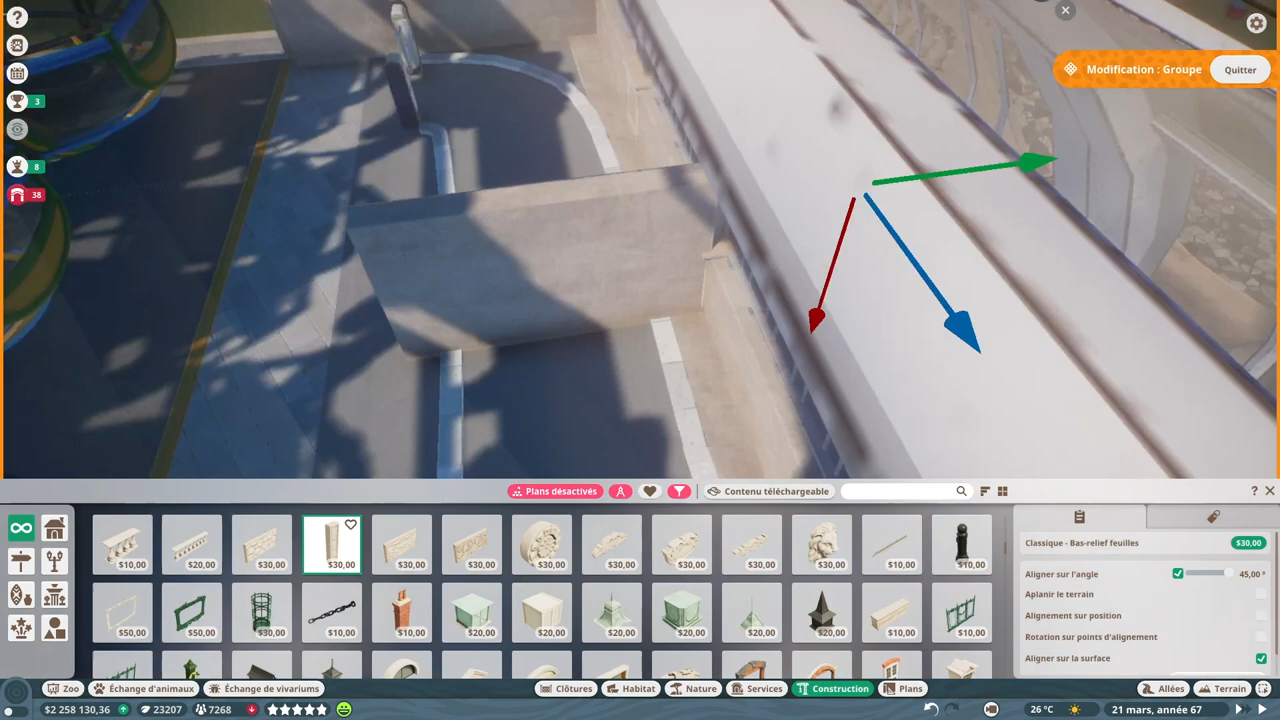 Modification : Groupe
Quitter
3
8
38
Plans désactivés
Contenu téléchargeable
$10,00
$20,00
$30,00
$30,00
$30,00
$30,00
$30,00
$30,00
$30,00
$30,00
$30,00
$10,00
$10,00
$50,00
$50,00
$30,00
$10,00
$10,00
$20,00
$20,00
$20,00
$20,00
$20,00
$20,00
$10,00
$10,00
Classique - Bas-relief feuilles
$30,00
Aligner sur l'angle
45,00 °
Aplanir le terrain
Alignement sur position
Rotation sur points d'alignement
Aligner sur la surface
Zoo
Échange d'animaux
Échange de vivariums
Clôtures
Habitat
Nature
Services
Construction
Plans
Allées
Terrain
$2 258 130,36
23207
7268
26 °C
21 mars, année 67